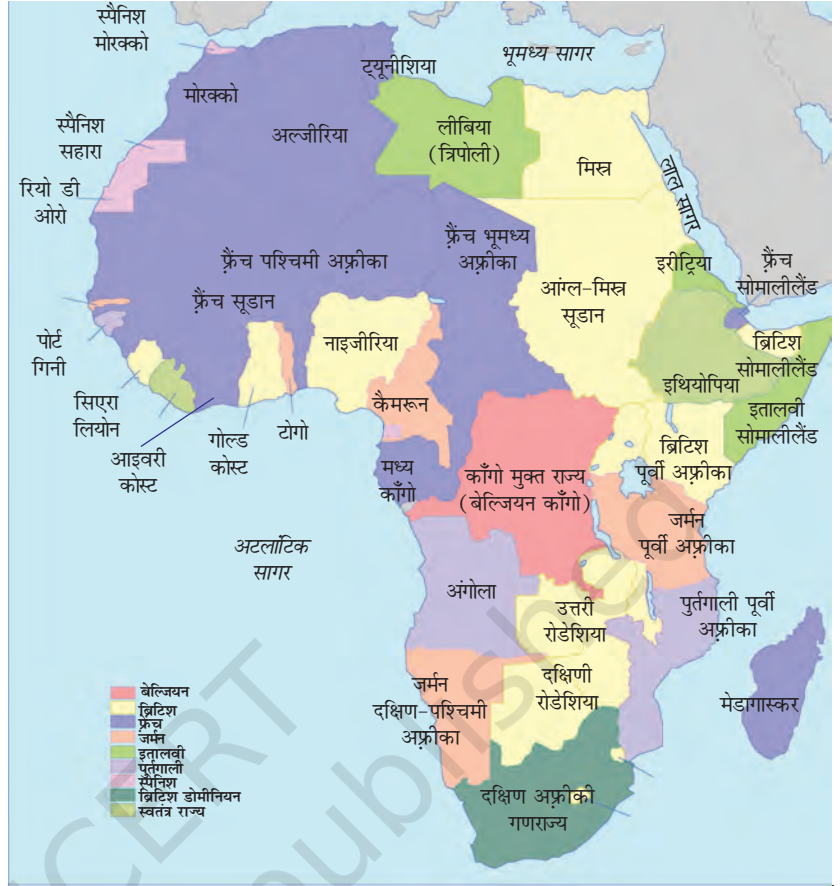 स्पैनिश
मोरक्को
ट्यूनीशिया
भूमध्य सागर
मोरक्को
स्पैनिश
सहारा
अल्जीरिया
लीबिया
(त्रिपोली)
मिस्र
लाल सागर
रियो डी
ओरो
फ़्रैंच पश्चिमी अफ़्रीका
फ़्रैंच भूमध्य
अफ़्रीका
इरीट्रिया
फ़्रैंच
सोमालीलैंड
फ़्रैंच सूडान
आंग्ल-मिस्र
सूडान
पोर्ट
गिनी
नाइजीरिया
ब्रिटिश
सोमालीलैंड
इथियोपिया
सिएरा
लियोन
गोल्ड
कोस्ट
टोगो
कैमरून
इतालवी
सोमालीलैंड
आइवरी
कोस्ट
मध्य
काँगो
काँगो मुक्त राज्य
(बेल्जियन काँगो)
ब्रिटिश
पूर्वी अफ़्रीका
जर्मन
पूर्वी अफ़्रीका
अटलांटिक
सागर
अंगोला
उत्तरी
रोडेशिया
पुर्तगाली पूर्वी
अफ़्रीका
जर्मन
दक्षिण-पश्चिमी
अफ़्रीका
दक्षिणी
रोडेशिया
मेडागास्कर
दक्षिण अफ़्रीकी
गणराज्य
बेल्जियन
ब्रिटिश
फ़्रैंच
जर्मन
इतालवी
पुर्तगाली
स्पैनिश
ब्रिटिश डोमीनियन
स्वतंत्र राज्य
NCERT
published